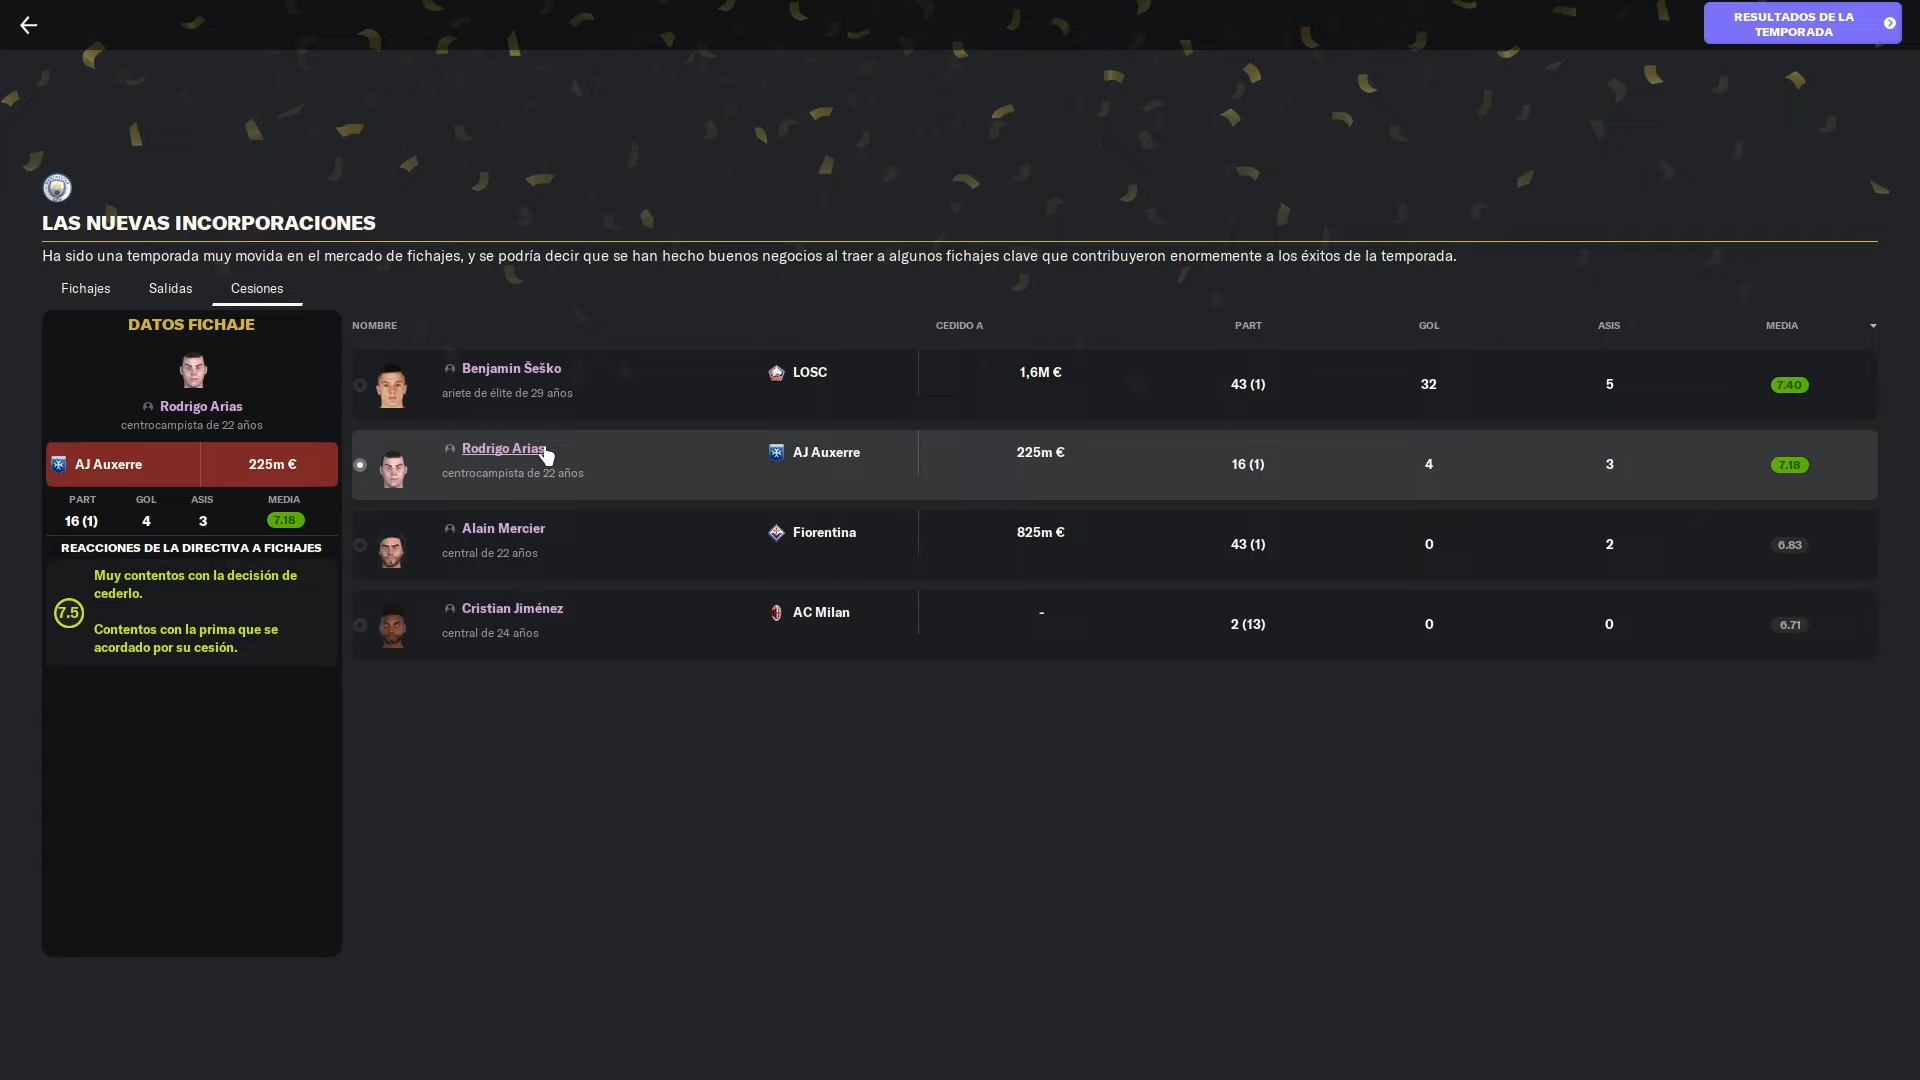 RESULTADOS DE LA
TEMPORADA
LAS NUEVAS INCORPORACIONES
Ha sido una temporada muy movida en el mercado de fichajes, y se podría decir que se han hecho buenos negocios al traer a algunos fichajes clave que contribuyeron enormemente a los éxitos de la temporada.
Fichajes Salidas Cesiones
DATOS FICHAJE
Rodrigo Arias
centrocampista de 22 años
AJ Auxerre 225m €
PART GOL ASIS MEDIA
16 (1) 4 3 7.18
REACCIONES DE LA DIRECTIVA A FICHAJES
7.5
Muy contentos con la decisión de
cederlo.
Contentos con la prima que se
acordado por su cesión.
NOMBRE CEDIDO A PART GOL ASIS MEDIA
Benjamin Šeško LOSC 1,6M € 43 (1) 32 5 7.40
ariete de élite de 29 años
Rodrigo Arias AJ Auxerre 225m € 16 (1) 4 3 7.18
centrocampista de 22 años
Alain Mercier Fiorentina 825m € 43 (1) 0 2 6.83
central de 22 años
Cristian Jiménez AC Milan - 2 (13) 0 0 6.71
central de 24 años